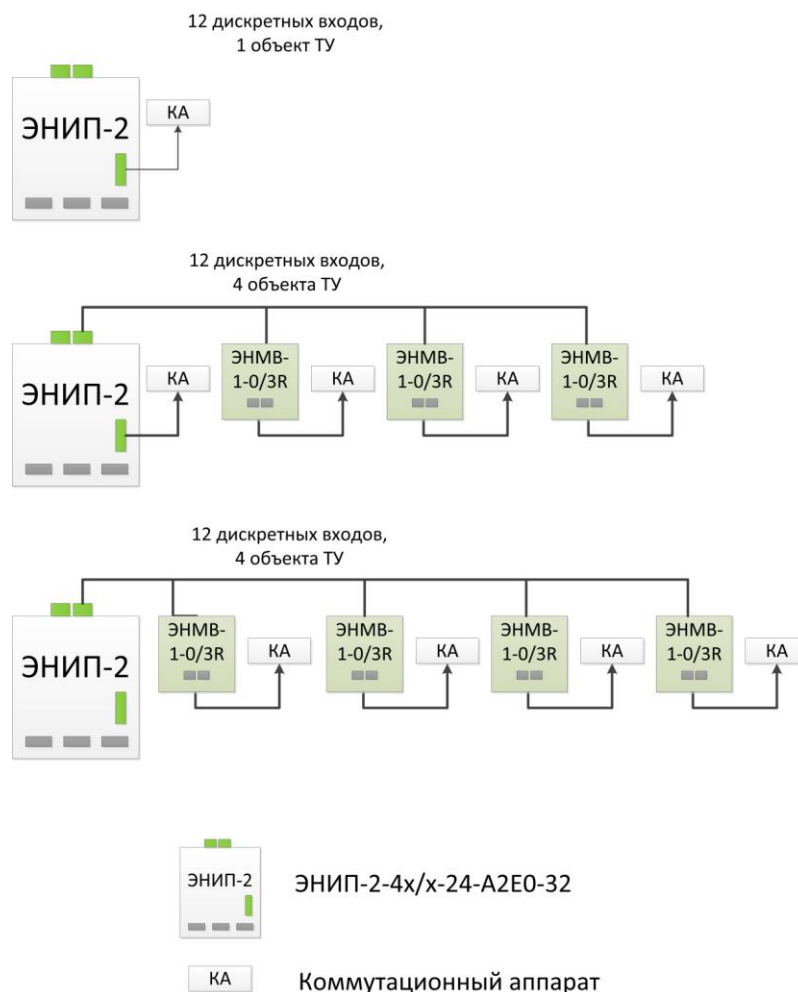 12 дискретных входов,
1 объект ТУ
ЭНИП-2
КА
12 дискретных входов,
4 объекта ТУ
ЭНИП-2
КА
ЭНМВ-
1-0/3R
КА
ЭНМВ-
1-0/3R
КА
ЭНМВ-
1-0/3R
КА
12 дискретных входов,
4 объекта ТУ
ЭНИП-2
ЭНМВ-
1-0/3R
КА
ЭНМВ-
1-0/3R
КА
ЭНМВ-
1-0/3R
КА
ЭНМВ-
1-0/3R
КА
ЭНИП-2
ЭНИП-2-4x/x-24-A2E0-32
КА
Коммутационный аппарат